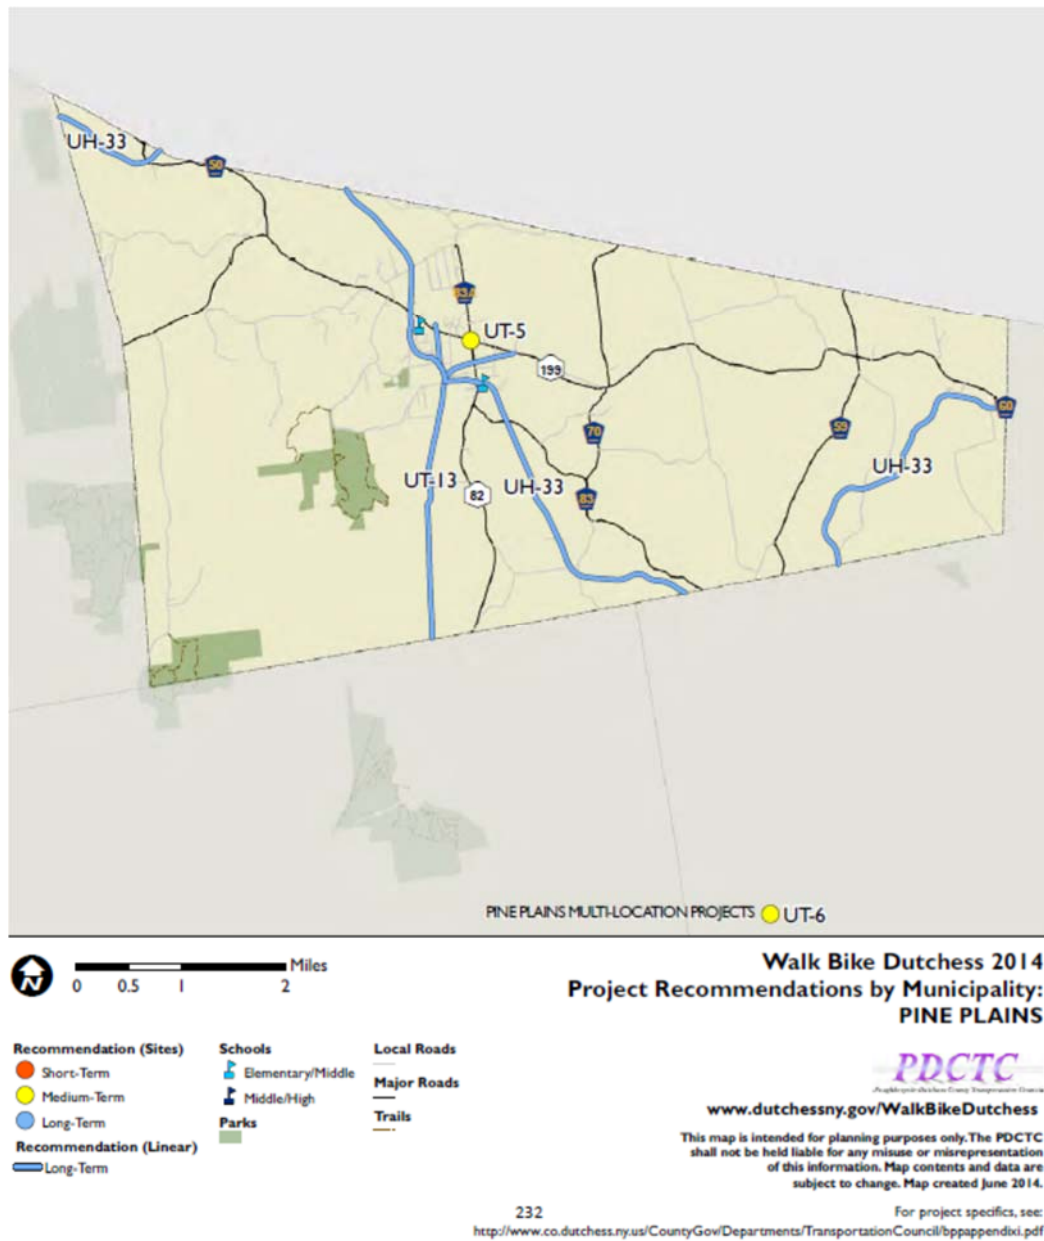 UH-33
50
83A
UT-5
199
60
59
70
UH-33
UT-13
82
UH-33
83
PINE PLAINS MULTI-LOCATION PROJECTS UT-6
N
Miles
0 0.5 1 2
Walk Bike Dutchess 2014
Project Recommendations by Municipality:
PINE PLAINS
Recommendation (Sites)
Short-Term
Medium-Term
Long-Term
Recommendation (Linear)
Long-Term
Schools
Elementary/Middle
Middle/High
Parks
Local Roads
Major Roads
Trails
PDCTC
www.dutchessny.gov/WalkBikeDutchess
This map is intended for planning purposes only. The PDCTC
shall not be held liable for any misuse or misrepresentation
of this information. Map contents and data are
subject to change. Map created June 2014.
232
For project specifics, see:
http://www.co.dutchess.ny.us/CountyGov/Departments/TransportationCouncil/bppappendixi.pdf